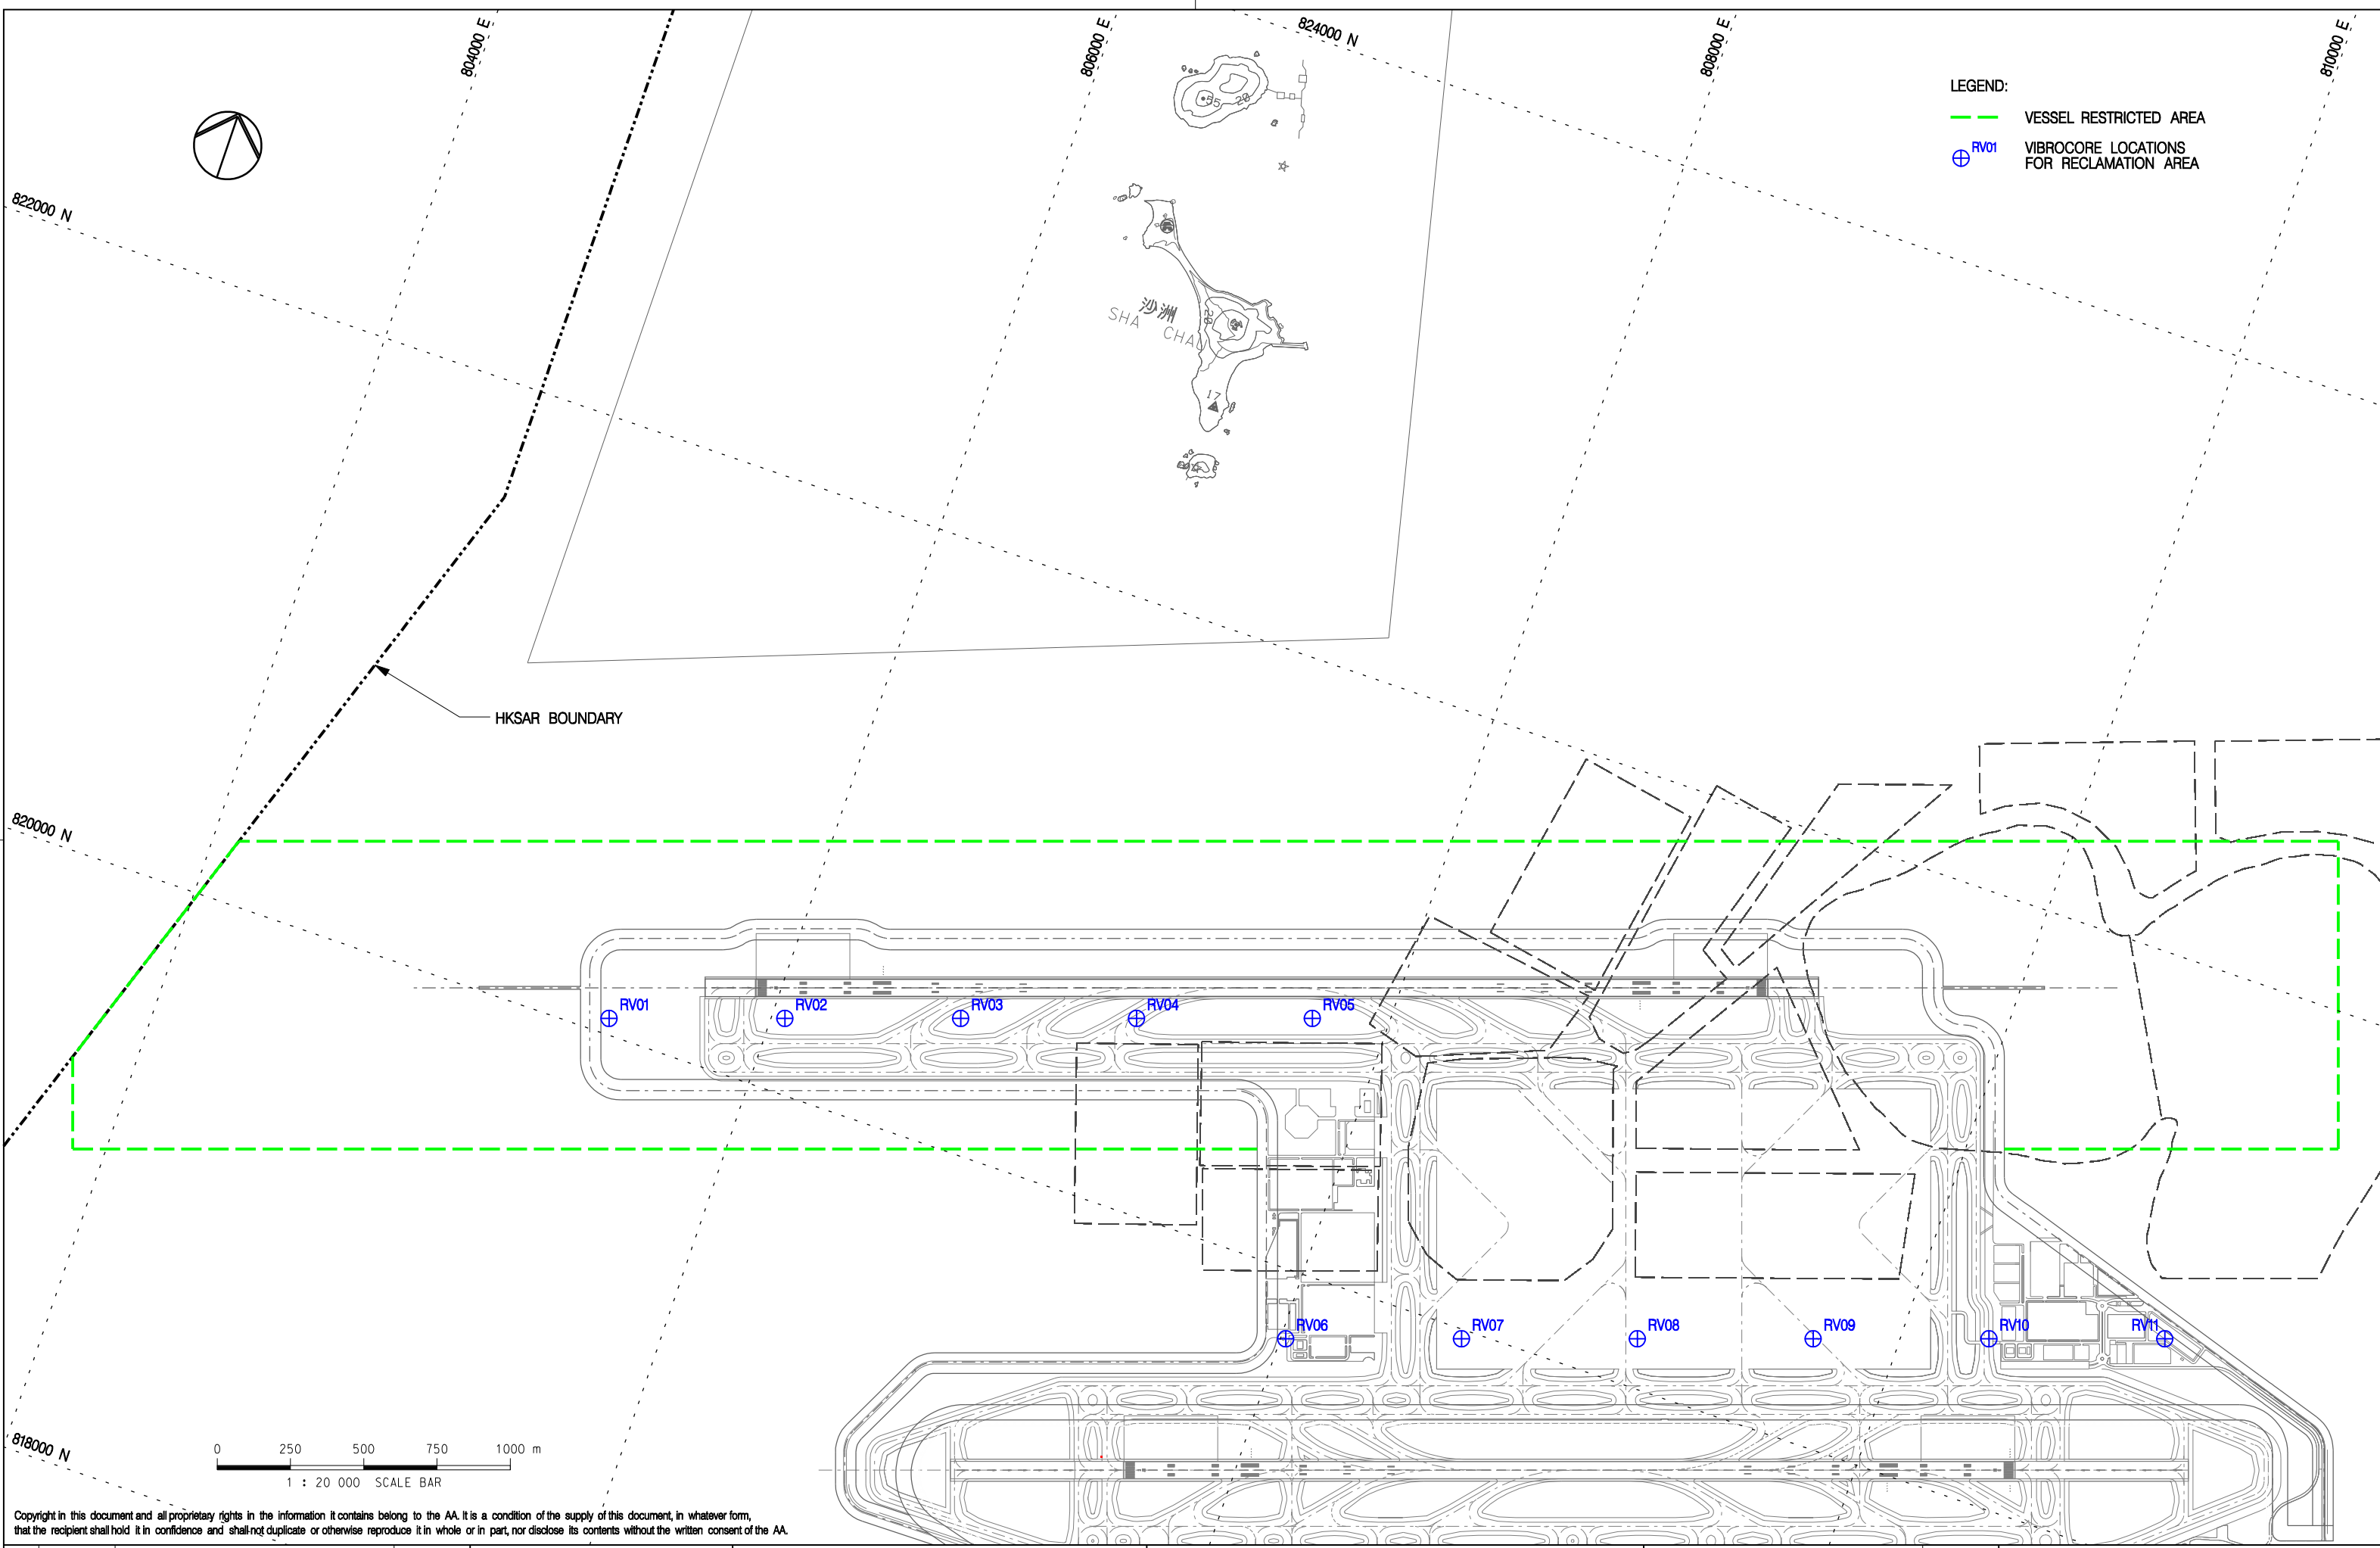 804000 E
806000 E
824000 N
808000 E
810000 E
LEGEND:
VESSEL RESTRICTED AREA
RV01
VIBROCORE LOCATIONS
FOR RECLAMATION AREA
55
20
822000 N
沙洲
SHA CHAU
20
17
HKSAR BOUNDARY
820000 N
RV01
RV02
RV03
RV04
RV05
RV06
RV07
RV08
RV09
RV10
RV11
818000 N
0 250 500 750 1000 m
1 : 20 000 SCALE BAR
Copyright in this document and all proprietary rights in the information it contains belong to the AA. It is a condition of the supply of this document, in whatever form,
that the recipient shall hold it in confidence and shall not duplicate or otherwise reproduce it in whole or in part, nor disclose its contents without the written consent of the AA.